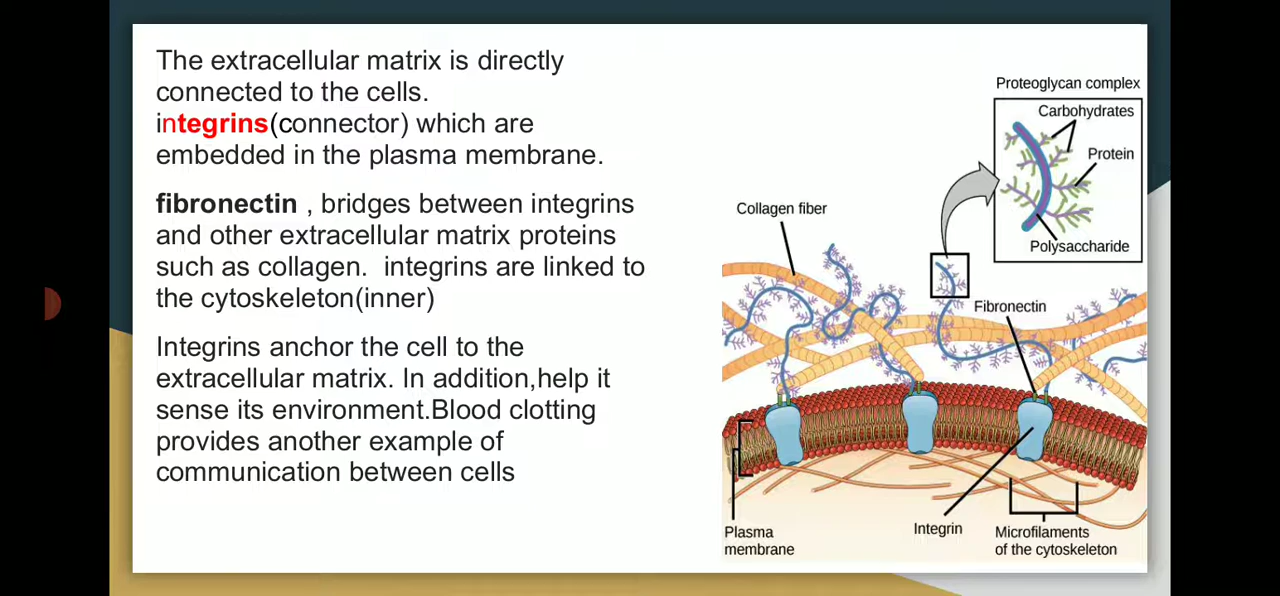 The extracellular matrix is directly
connected to the cells.
integrins(connector) which are
embedded in the plasma membrane.
fibronectin , bridges between integrins
and other extracellular matrix proteins
such as collagen.  integrins are linked to
the cytoskeleton(inner)
Integrins anchor the cell to the
extracellular matrix. In addition,help it
sense its environment.Blood clotting
provides another example of
communication between cells
Proteoglycan complex
Carbohydrates
Protein
Polysaccharide
Collagen fiber
Fibronectin
Plasma
membrane
Integrin
Microfilaments
of the cytoskeleton